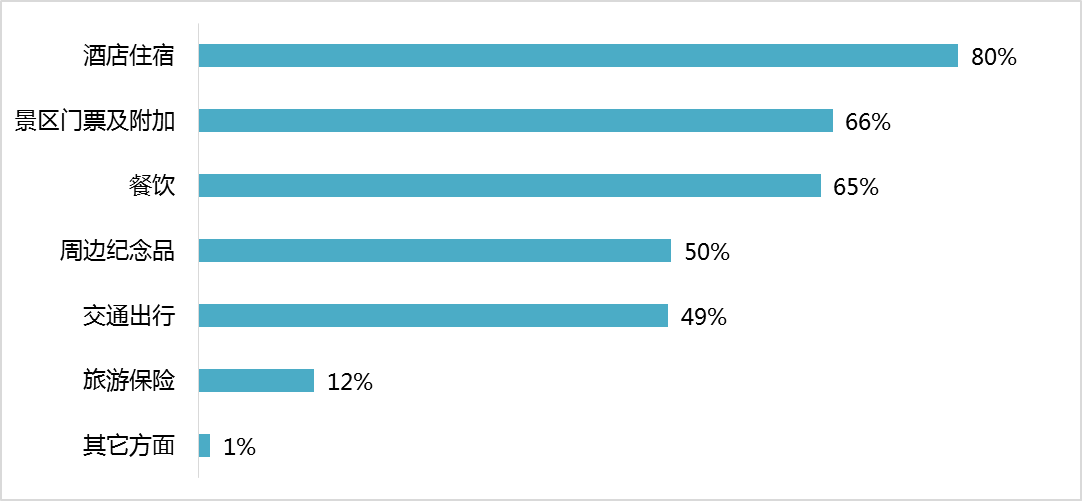 酒店住宿 80%
景区门票及附加 66%
餐饮 65%
周边纪念品 50%
交通出行 49%
旅游保险 12%
其它方面 1%